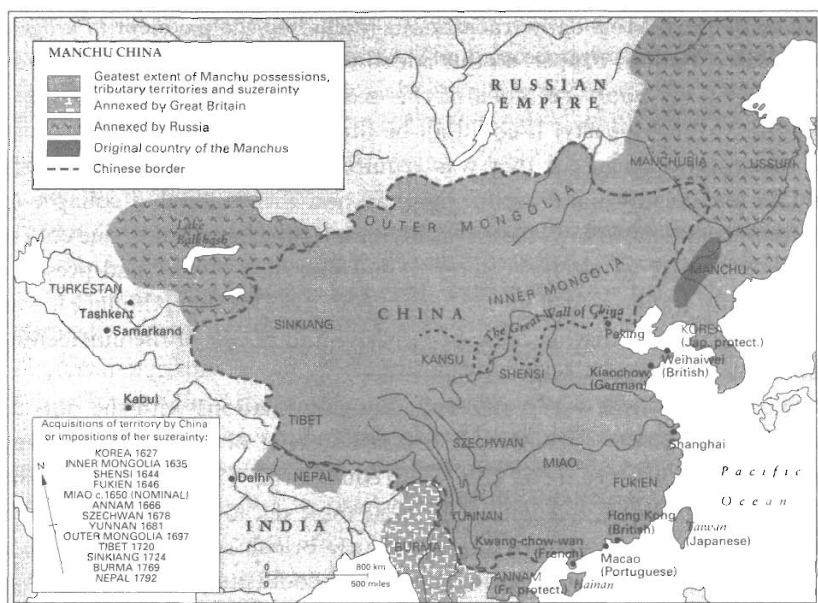 MANCHU CHINA
Geatest extent of Manchu possessions,
tributary territories and suzerainty
Annexed by Great Britain
Annexed by Russia
Original country of the Manchus
Chinese border
RUSSIAN
EMPIRE
MANCHURIA
USSURI
OUTER MONGOLIA
Lake
Balkhash
TURKESTAN
Tashkent
Samarkand
SINKIANG
CHINA
INNER MONGOLIA
The Great Wall of China
MANCHU
Peking
KOREA
(Jap. protect.)
Weihaiwei
(British)
Kiaochow
(German)
KANSU
SHENSI
Kabul
TIBET
SZECHWAN
MIAO
Shanghai
FUKIEN
Pacific
Ocean
Delhi
NEPAL
INDIA
BURMA
YUNNAN
Kwang-chow-wan
(French)
Hong Kong
(British)
Taiwan
(Japanese)
Macao
(Portuguese)
ANNAM
(Fr. protect.)
Hainan
Acquisitions of territory by China
or impositions of her suzerainty:
KOREA 1627
INNER MONGOLIA 1635
SHENSI 1644
FUKIEN 1646
MIAO c.1650 (NOMINAL)
ANNAM 1666
SZECHWAN 1678
YUNNAN 1681
OUTER MONGOLIA 1697
TIBET 1720
SINKIANG 1724
BURMA 1769
NEPAL 1792
N
0 800 km
0 500 miles